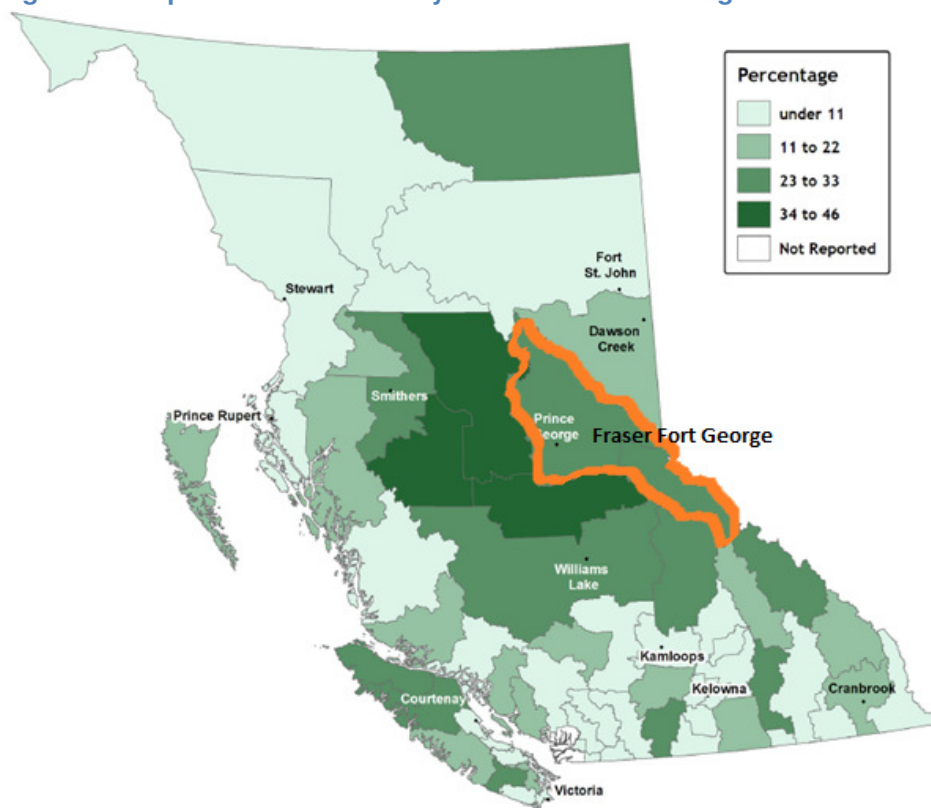 Percentage
under 11
11 to 22
23 to 33
34 to 46
Not Reported
Fort
St. John
Stewart
Dawson
Creek
Smithers
Prince Rupert
Prince
George
Fraser Fort George
Williams
Lake
Kamloops
Courtenay
Kelowna
Cranbrook
Victoria